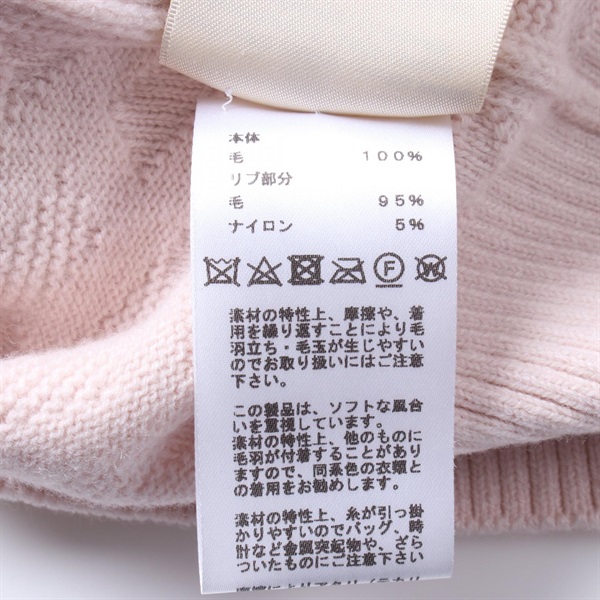 本体
毛 100%
リブ部分
毛 95%
ナイロン 5%
F W
素材の特性上、摩擦や、着
用を繰り返すことにより毛
羽立ち・毛玉が生じやすい
のでお取り扱いにはご注意
下さい。
この製品は、ソフトな風合
いを重視しています。
素材の特性上、他のものに
毛羽が付着することがあり
ますので、同系色の衣類と
の着用をお勧めします。
素材の特性上、糸が引っ掛
かりやすいのでバッグ、時
計など金属突起物や、ざら
ついたものにご注意下さい